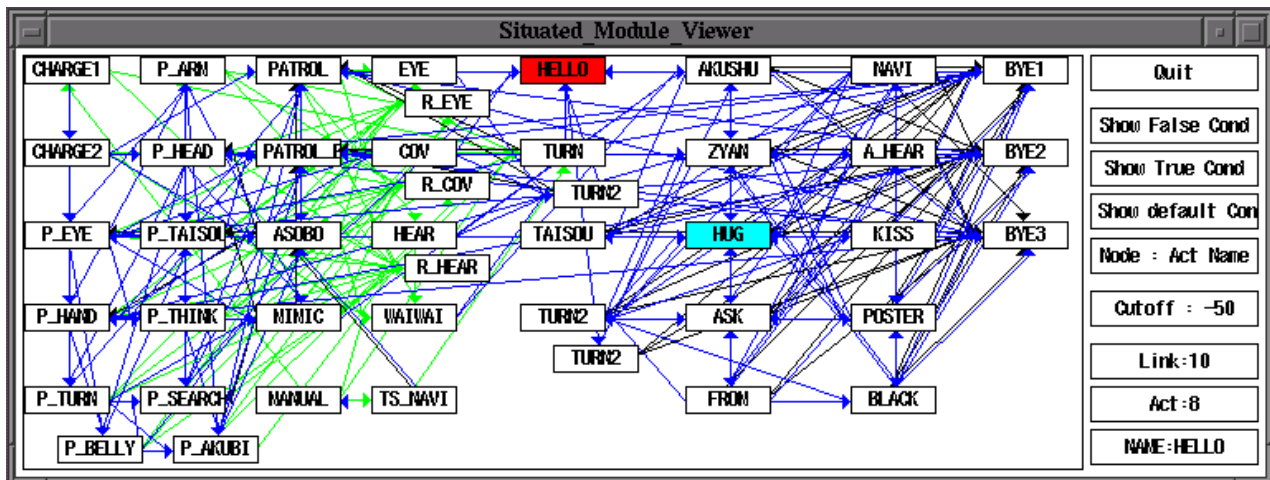 Situated_Module_Viewer
CHARGE1 P_ARM PATROL EYE HELLO AKUSHU NAVI BYE1
Quit
R_EYE
Show False Cond
CHARGE2 P_HEAD PATROL_P COV TURN ZYAN A_HEAR BYE2
Show True Cond
R_COV TURN2
Show default Con
P_EYE P_TAISOU ASOBO HEAR TAISOU HUG KISS BYE3
Node : Act Name
R_HEAR
P_HAND P_THINK MIMIC WAIWAI TURN2 ASK POSTER
Cutoff : -50
TURN2
Link:10
P_TURN P_SEARCH MANUAL TS_NAVI FROM BLACK
Act:8
P_BELLY P_AKUBI
NAME:HELLO